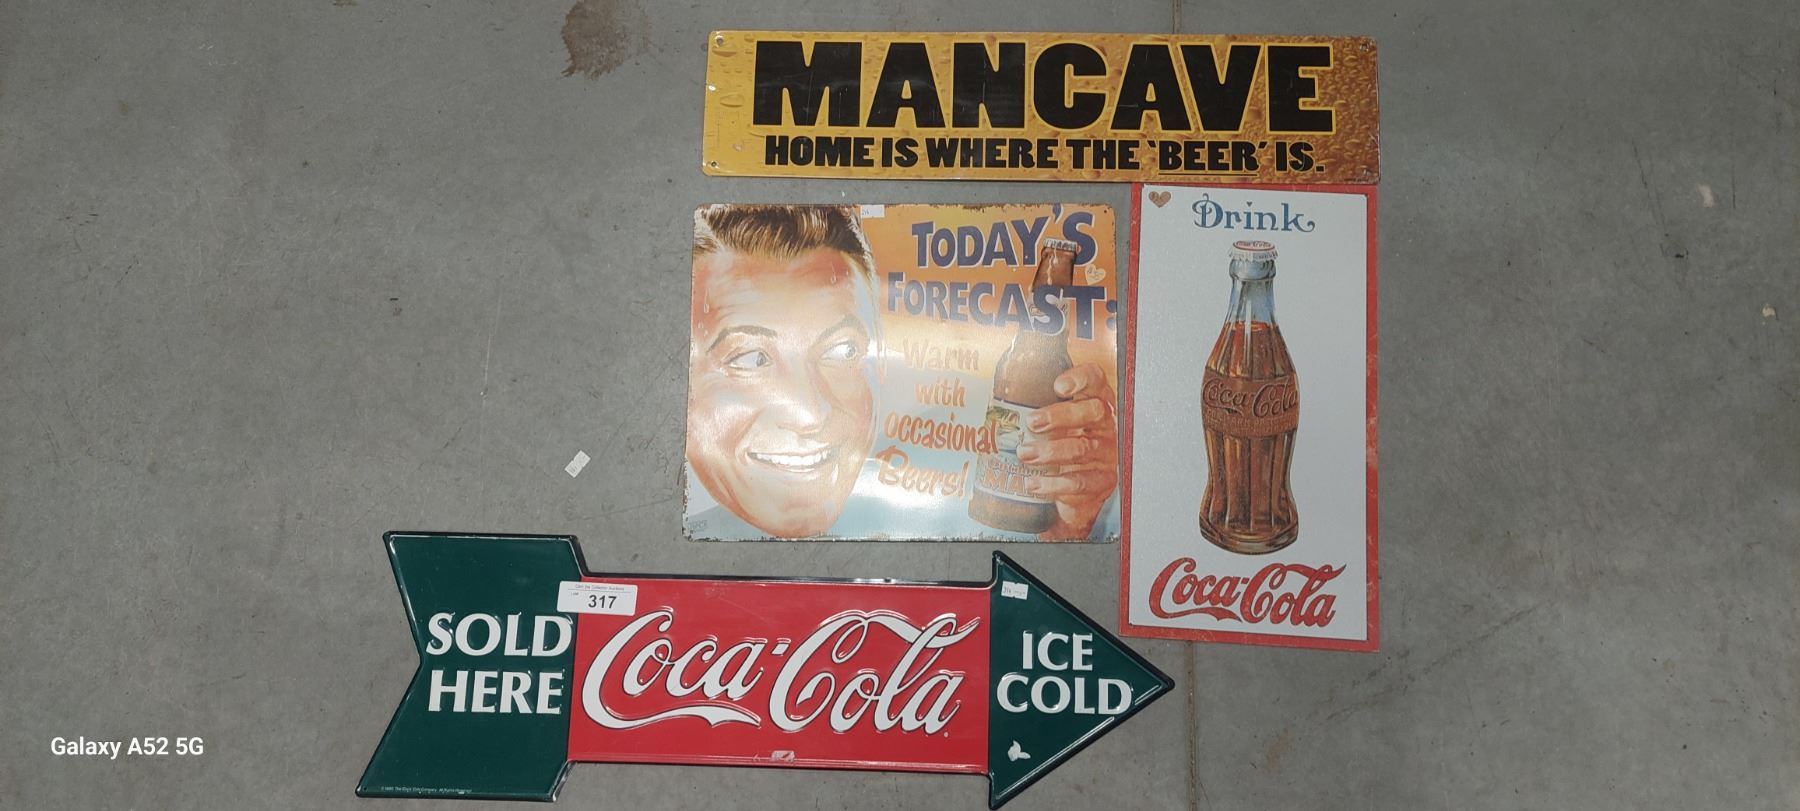 MANCAVE
HOME IS WHERE THE 'BEER' IS.
TODAY'S
FORECAST:
Warm
with
occasional
Beers!
Drink
Coca-Cola
Coca-Cola
SOLD
HERE
317
Coca-Cola
ICE
COLD
Galaxy A52 5G